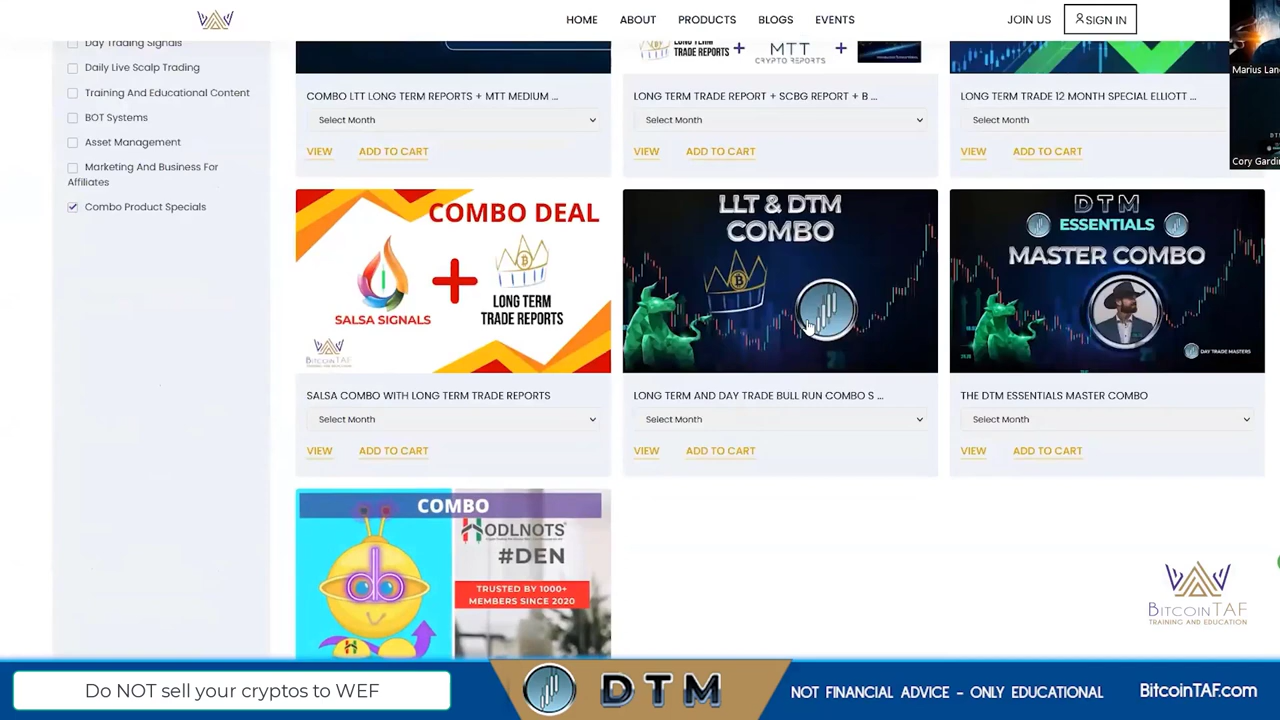 HOME
ABOUT
PRODUCTS
BLOGS
EVENTS
JOIN US
SIGN IN
Day Trading Signals
Daily Live Scalp Trading
Training And Educational Content
BOT Systems
Asset Management
Marketing And Business For
Affiliates
Combo Product Specials
LONG TERM
TRADE REPORTS
+
MTT
CRYPTO REPORTS
+
Marius Lan
Cory Gardi
COMBO LTT LONG TERM REPORTS + MTT MEDIUM ...
Select Month
VIEW
ADD TO CART
LONG TERM TRADE REPORT + SCBG REPORT + B ...
Select Month
VIEW
ADD TO CART
LONG TERM TRADE 12 MONTH SPECIAL ELLIOTT ...
Select Month
VIEW
ADD TO CART
COMBO DEAL
SALSA SIGNALS
+
LONG TERM
TRADE REPORTS
BITCOINTAF
SALSA COMBO WITH LONG TERM TRADE REPORTS
Select Month
VIEW
ADD TO CART
LLT & DTM
COMBO
LONG TERM AND DAY TRADE BULL RUN COMBO S ...
Select Month
VIEW
ADD TO CART
DTM
ESSENTIALS
MASTER COMBO
DAY TRADE MASTERS
THE DTM ESSENTIALS MASTER COMBO
Select Month
VIEW
ADD TO CART
COMBO
HODLNOTS
#DEN
TRUSTED BY 1000+
MEMBERS SINCE 2020
BITCOINTAF
TRAINING AND EDUCATION
Do NOT sell your cryptos to WEF
DTM
NOT FINANCIAL ADVICE - ONLY EDUCATIONAL
BitcoinTAF.com